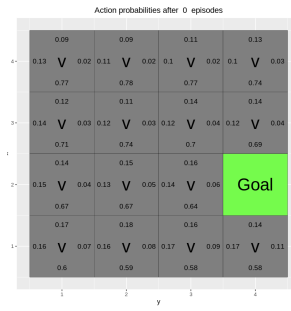 Action probabilities after 0 episodes
0.09 0.09 0.11 0.13
4 0.13 V 0.02 0.11 V 0.02 0.1 V 0.02 0.1 V 0.03
0.77 0.78 0.77 0.74
0.12 0.11 0.14 0.14
3 0.14 V 0.03 0.12 V 0.03 0.12 V 0.04 0.12 V 0.04
0.71 0.74 0.7 0.69
0.14 0.15 0.16
2 0.15 V 0.04 0.13 V 0.05 0.14 V 0.06 Goal
0.67 0.67 0.64
0.17 0.18 0.16 0.14
1 0.16 V 0.07 0.16 V 0.08 0.17 V 0.09 0.17 V 0.11
0.6 0.59 0.58 0.58
1 2 3 4
y